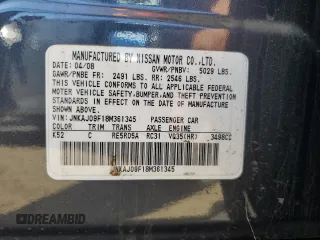 MANUFACTURED BY NISSAN MOTOR CO.,LTD.
DATE: 04/08 GVWR/PNBV: 5029 LBS.
GAWR/PNBE FR: 2491 LBS. RR: 2546 LBS.
THIS VEHICLE CONFORMS TO ALL APPLICABLE FEDERAL
MOTOR VEHICLE SAFETY,BUMPER,AND THEFT PREVENTION
STANDARDS IN EFFECT ON THE DATE OF MANUFACTURE
SHOWN ABOVE.
VIN: JNKAJ09F18M361345 PASSENGER CAR
COLOR TRIM TRANS AXLE ENGINE
K52 C RE5R05A RC31 VQ35(HR) 3498CC
JNKAJ09F18M361345
DREAMBID